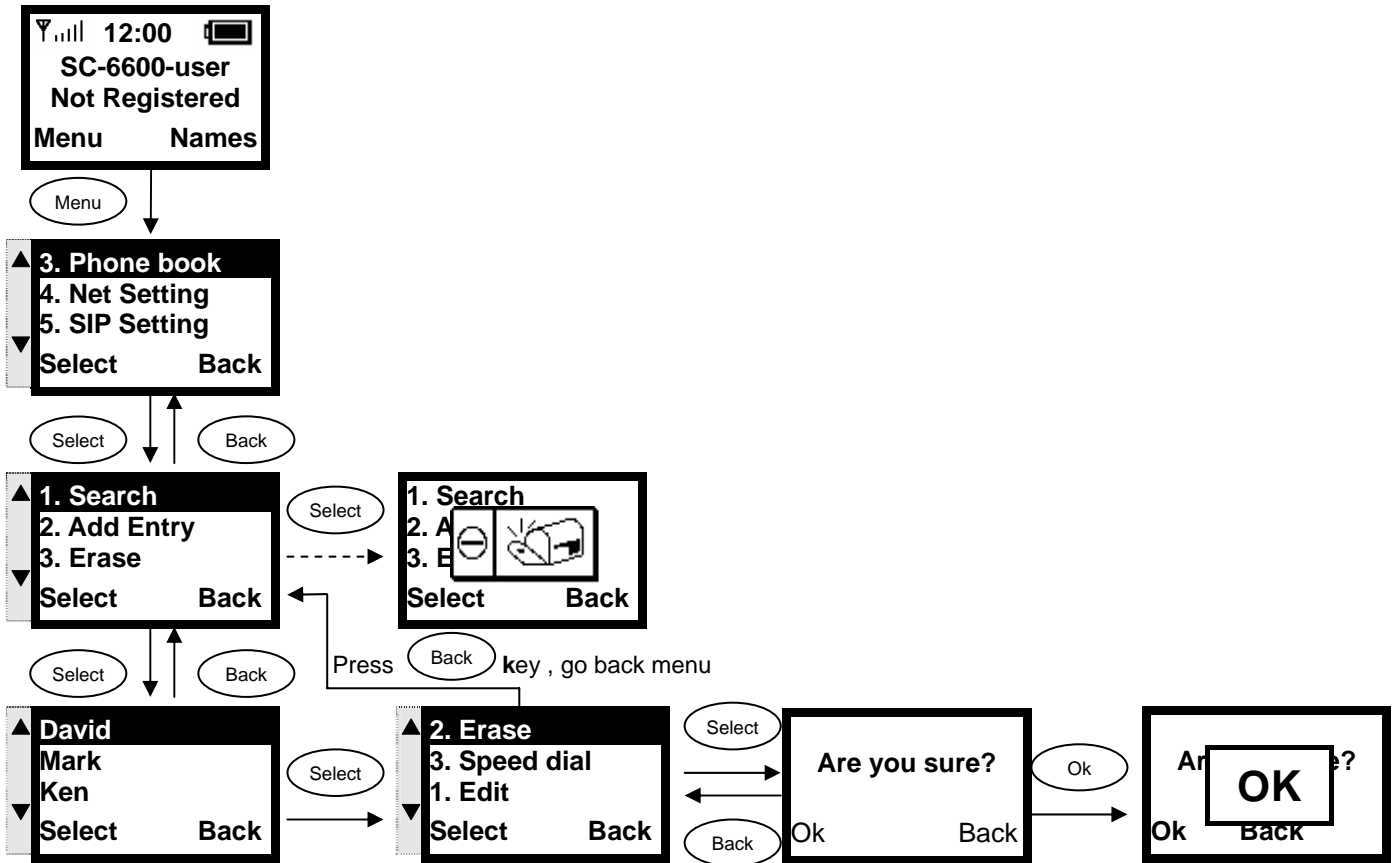 12:00
SC-6600-user
Not Registered
Menu Names
Menu
3. Phone book
4. Net Setting
5. SIP Setting
Select Back
Select Back
1. Search
2. Add Entry
3. Erase
Select Back
Select
1. Search
2. A
3. E
Select Back
Select Back
Press Back key , go back menu
David
Mark
Ken
Select Back
Select
2. Erase
3. Speed dial
1. Edit
Select Back
Select
Back
Are you sure?
Ok Back
Ok
Ar e?
OK
Ok Back